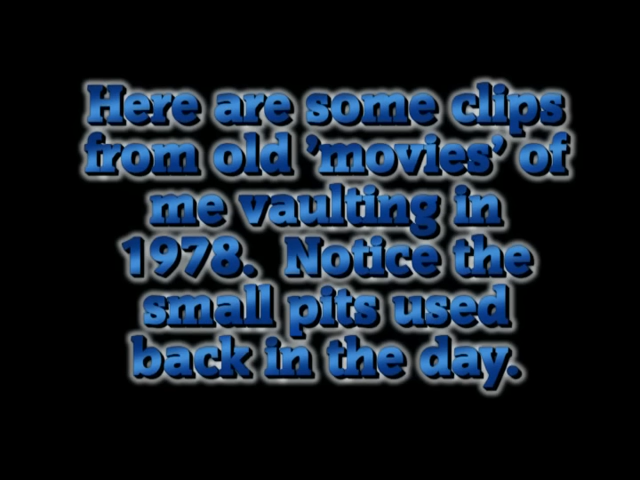 Here are some clips
from old 'movies' of
me vaulting in
1978.  Notice the
small pits used
back in the day.